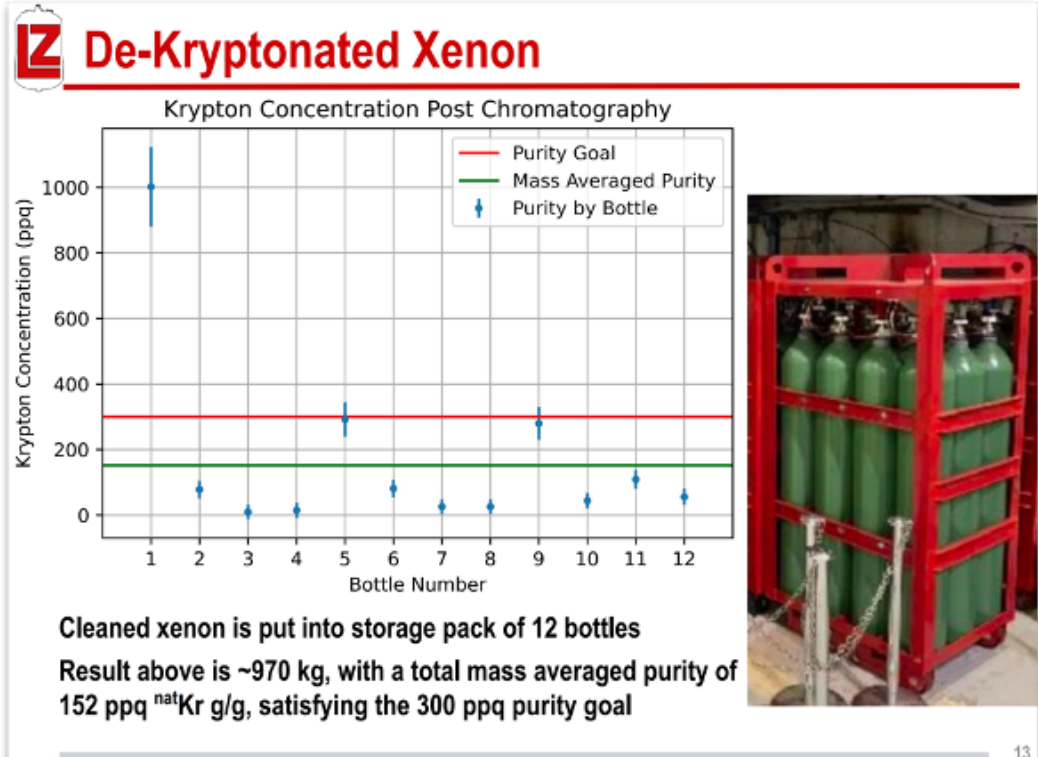 LZ
De-Kryptonated Xenon
Krypton Concentration Post Chromatography
Purity Goal
Mass Averaged Purity
Purity by Bottle
Krypton Concentration (ppq)
1000
800
600
400
200
0
1 2 3 4 5 6 7 8 9 10 11 12
Bottle Number
Cleaned xenon is put into storage pack of 12 bottles
Result above is ~970 kg, with a total mass averaged purity of
152 ppq ⁿᵃᵗKr g/g, satisfying the 300 ppq purity goal
13